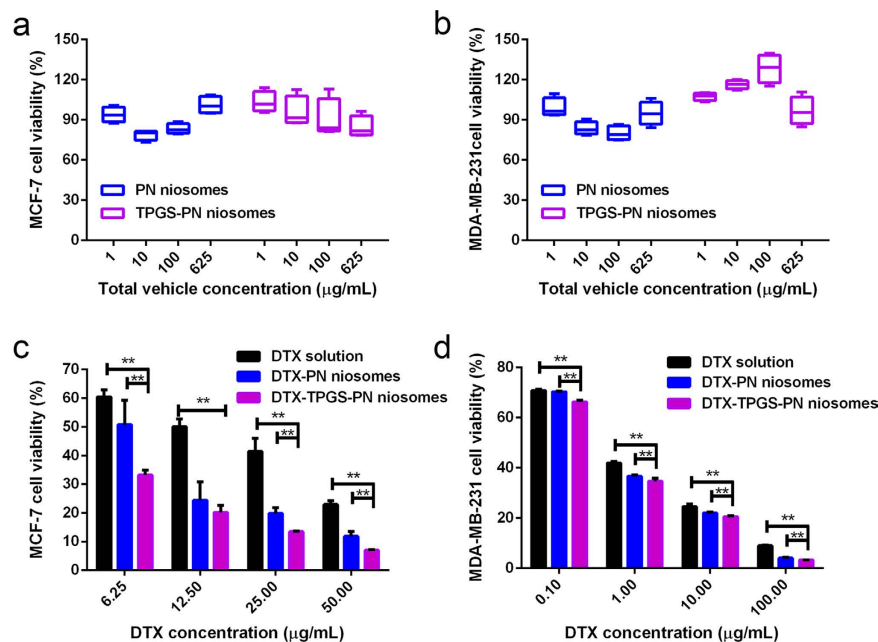 a
MCF-7 cell viability (%)
150
120
90
60
30
0
PN niosomes
TPGS-PN niosomes
1
10
100
625
1
10
100
625
Total vehicle concentration (μg/mL)
b
MDA-MB-231cell viability (%)
150
120
90
60
30
0
PN niosomes
TPGS-PN niosomes
1
10
100
625
1
10
100
625
Total vehicle concentration (μg/mL)
c
MCF-7 cell viability (%)
70
60
50
40
30
20
10
0
DTX solution
DTX-PN niosomes
DTX-TPGS-PN niosomes
**
**
**
**
**
**
**
6.25
12.50
25.00
50.00
DTX concentration (μg/mL)
d
MDA-MB-231 cell viability (%)
80
60
40
20
0
DTX solution
DTX-PN niosomes
DTX-TPGS-PN niosomes
**
**
**
**
**
**
**
**
0.10
1.00
10.00
100.00
DTX concentration (μg/mL)